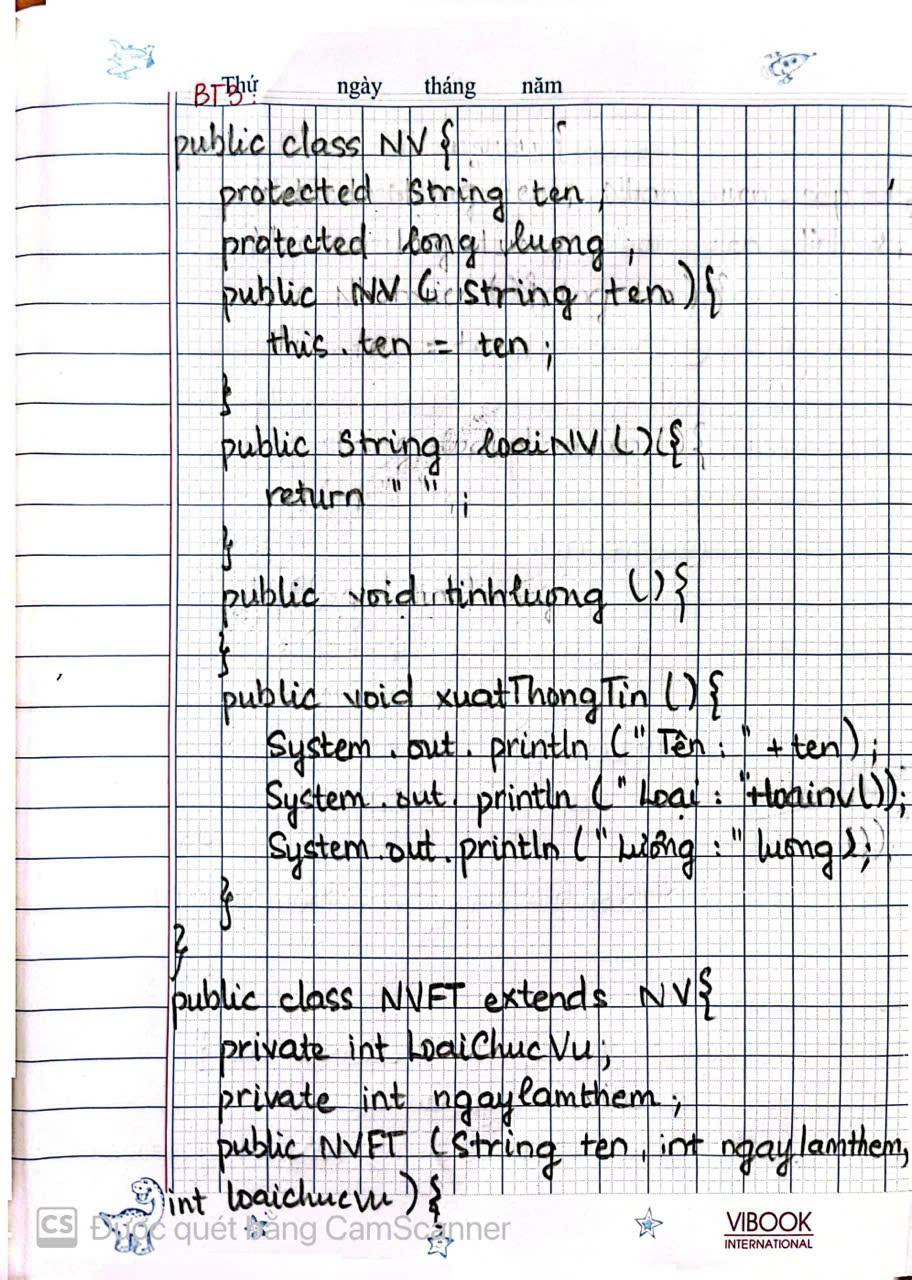 Thứ ngày tháng năm
BT3:
public class NV {
protected String ten ;
protected long luong ;
public NV ( String ten ) {
this . ten = ten ;
}
public String loaiNV ( ) {
return " " ;
}
public void tinhluong ( ) {
}
public void xuatThongTin ( ) {
System . out . println (" Tên : " + ten ) ;
System . out . println (" Loại : "+loainv());
System . out . println (" Lương : " luong ) ;
}
}
public class NVFT extends NV {
private int LoaiChucVu ;
private int ngaylamthem ;
public NVFT ( String ten , int ngaylamthem,
int loaichucvu ) {
CS Được quét bằng CamScanner
VIBOOK
INTERNATIONAL